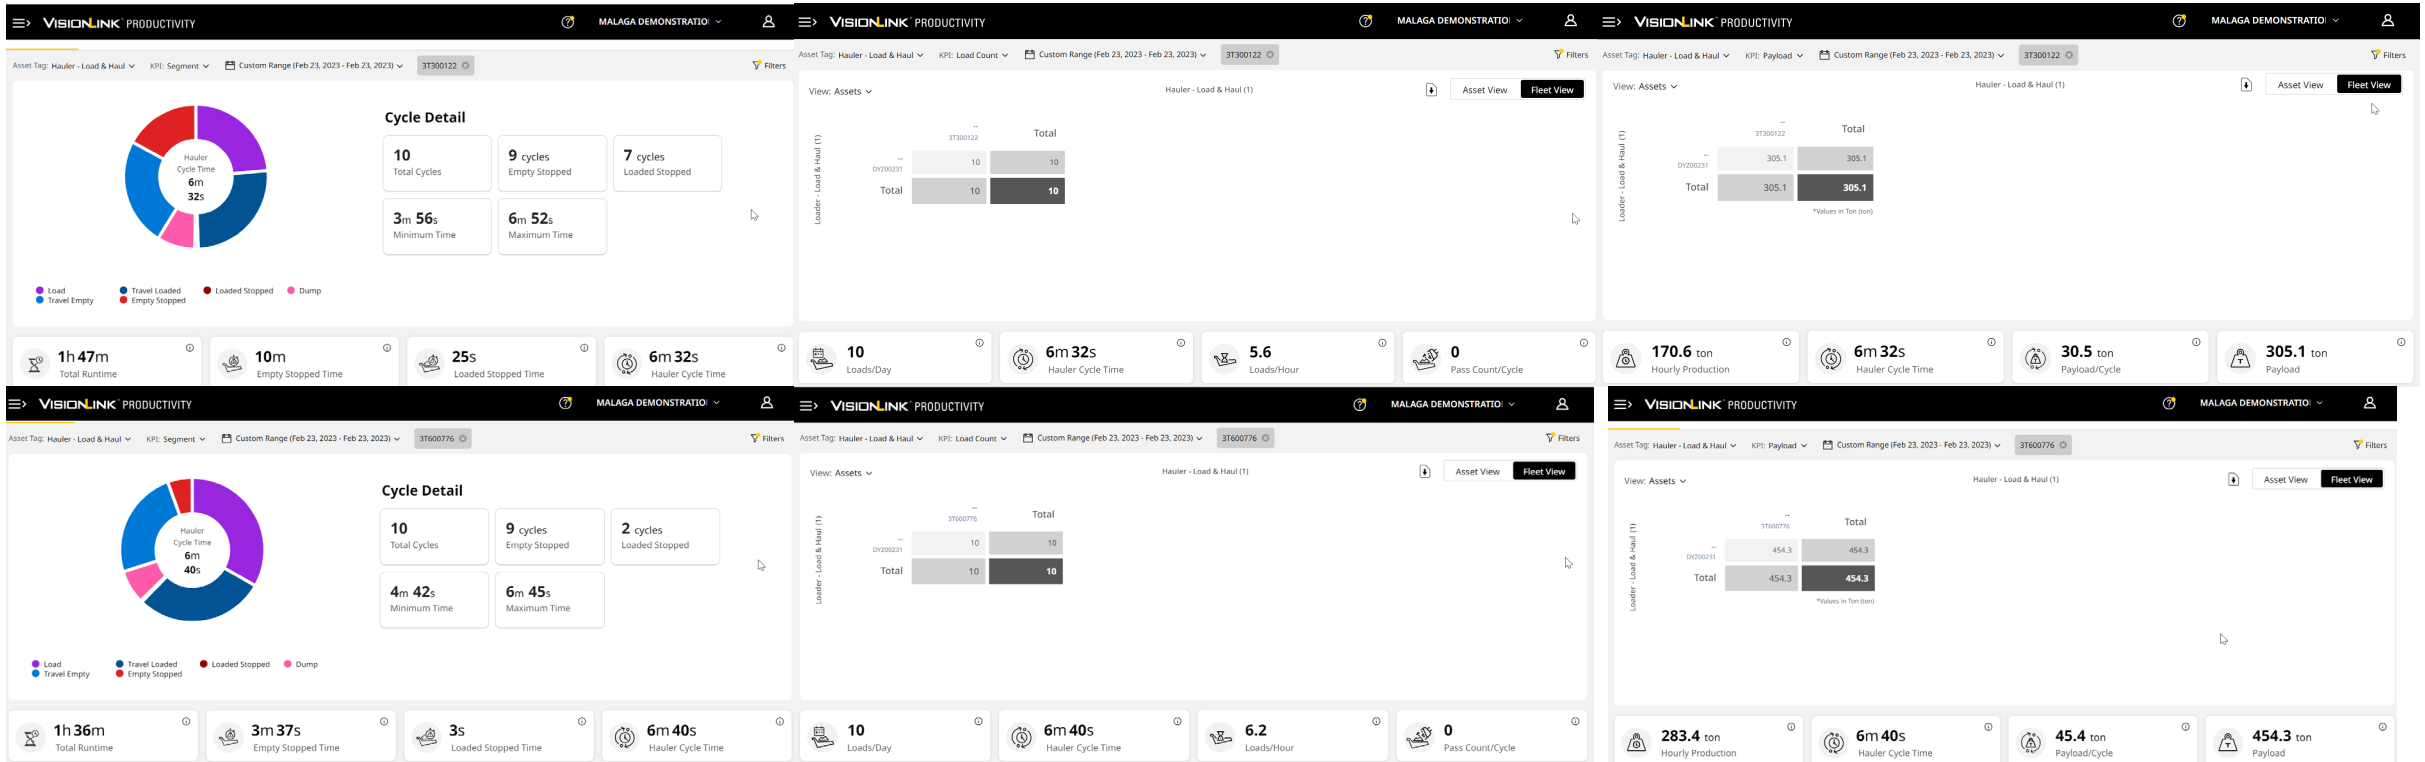 VISIONLINK PRODUCTIVITY
MALAGA DEMONSTRATIO
Asset Tag: Hauler - Load & Haul KPI: Segment Custom Range (Feb 23, 2023 - Feb 23, 2023) 3T300122 Filters
Hauler
Cycle Time
6m
32s
Cycle Detail
10
Total Cycles
9 cycles
Empty Stopped
7 cycles
Loaded Stopped
3m 56s
Minimum Time
6m 52s
Maximum Time
Load Travel Loaded Loaded Stopped Dump
Travel Empty Empty Stopped
1h 47m
Total Runtime
10m
Empty Stopped Time
25s
Loaded Stopped Time
6m 32s
Hauler Cycle Time
VISIONLINK PRODUCTIVITY
MALAGA DEMONSTRATIO
Asset Tag: Hauler - Load & Haul KPI: Load Count Custom Range (Feb 23, 2023 - Feb 23, 2023) 3T300122 Filters
View: Assets Hauler - Load & Haul (1) Asset View Fleet View
Loader - Load & Haul (1)
-- Total
3T300122
-- 10 10
DYZ00231
Total 10 10
10
Loads/Day
6m 32s
Hauler Cycle Time
5.6
Loads/Hour
0
Pass Count/Cycle
VISIONLINK PRODUCTIVITY
MALAGA DEMONSTRATIO
Asset Tag: Hauler - Load & Haul KPI: Payload Custom Range (Feb 23, 2023 - Feb 23, 2023) 3T300122 Filters
View: Assets Hauler - Load & Haul (1) Asset View Fleet View
Loader - Load & Haul (1)
-- Total
3T300122
-- 305.1 305.1
DYZ00231
Total 305.1 305.1
*Values in Ton (ton)
170.6 ton
Hourly Production
6m 32s
Hauler Cycle Time
30.5 ton
Payload/Cycle
305.1 ton
Payload
VISIONLINK PRODUCTIVITY
MALAGA DEMONSTRATIO
Asset Tag: Hauler - Load & Haul KPI: Segment Custom Range (Feb 23, 2023 - Feb 23, 2023) 3T600776 Filters
Hauler
Cycle Time
6m
40s
Cycle Detail
10
Total Cycles
9 cycles
Empty Stopped
2 cycles
Loaded Stopped
4m 42s
Minimum Time
6m 45s
Maximum Time
Load Travel Loaded Loaded Stopped Dump
Travel Empty Empty Stopped
1h 36m
Total Runtime
3m 37s
Empty Stopped Time
3s
Loaded Stopped Time
6m 40s
Hauler Cycle Time
VISIONLINK PRODUCTIVITY
MALAGA DEMONSTRATIO
Asset Tag: Hauler - Load & Haul KPI: Load Count Custom Range (Feb 23, 2023 - Feb 23, 2023) 3T600776 Filters
View: Assets Hauler - Load & Haul (1) Asset View Fleet View
Loader - Load & Haul (1)
-- Total
3T600776
-- 10 10
DYZ00231
Total 10 10
10
Loads/Day
6m 40s
Hauler Cycle Time
6.2
Loads/Hour
0
Pass Count/Cycle
VISIONLINK PRODUCTIVITY
MALAGA DEMONSTRATIO
Asset Tag: Hauler - Load & Haul KPI: Payload Custom Range (Feb 23, 2023 - Feb 23, 2023) 3T600776 Filters
View: Assets Hauler - Load & Haul (1) Asset View Fleet View
Loader - Load & Haul (1)
-- Total
3T600776
-- 454.3 454.3
DYZ00231
Total 454.3 454.3
*Values in Ton (ton)
283.4 ton
Hourly Production
6m 40s
Hauler Cycle Time
45.4 ton
Payload/Cycle
454.3 ton
Payload